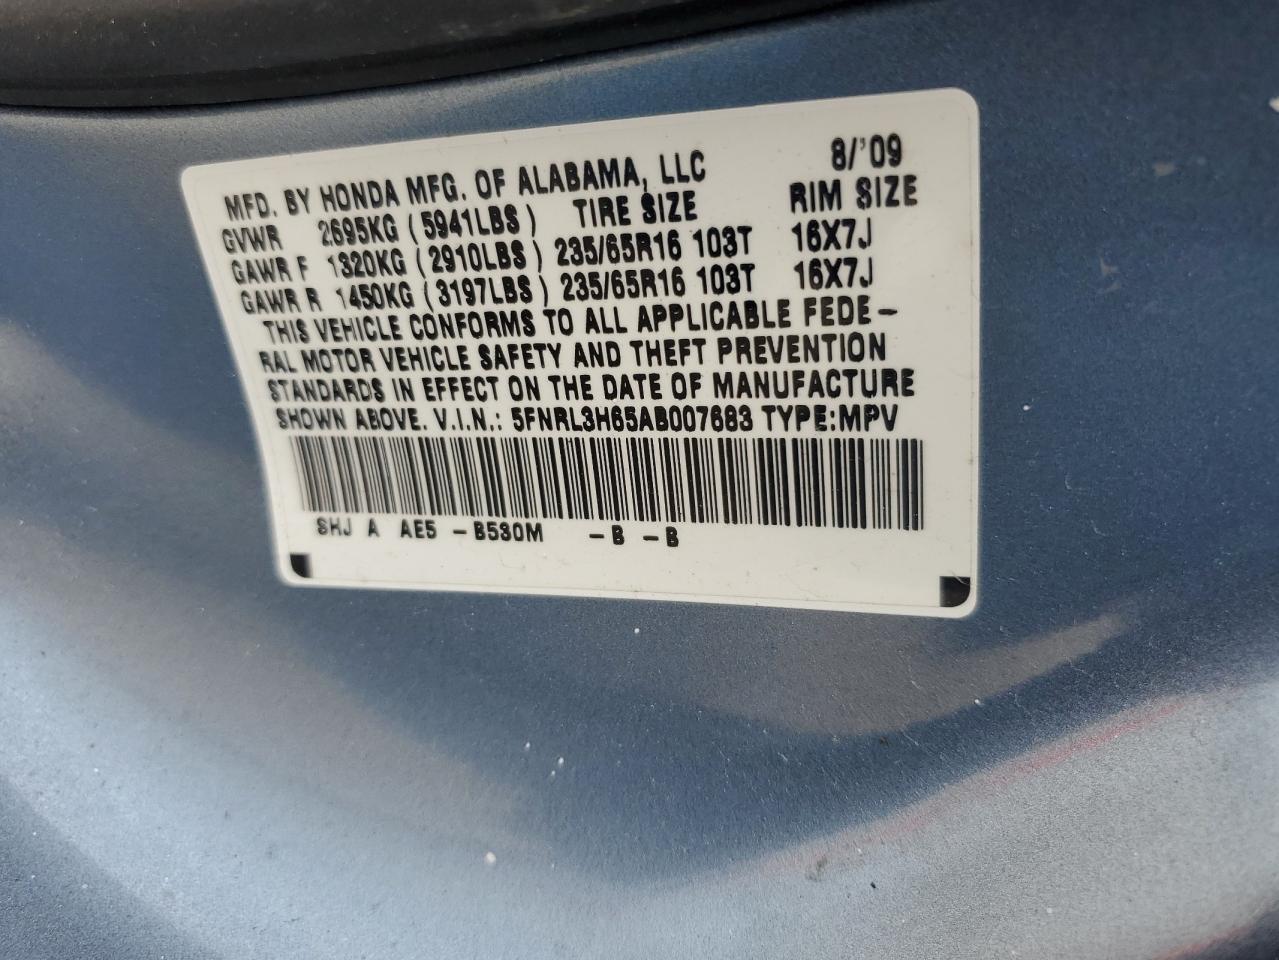 MFD. BY HONDA MFG. OF ALABAMA, LLC 8/'09
GVWR 2695KG (5941LBS) TIRE SIZE RIM SIZE
GAWR F 1320KG (2910LBS) 235/65R16 103T 16X7J
GAWR R 1450KG (3197LBS) 235/65R16 103T 16X7J
THIS VEHICLE CONFORMS TO ALL APPLICABLE FEDE-
RAL MOTOR VEHICLE SAFETY AND THEFT PREVENTION
STANDARDS IN EFFECT ON THE DATE OF MANUFACTURE
SHOWN ABOVE. V.I.N.: 5FNRL3H65AB007683 TYPE:MPV
SHJ A AE5 -B530M -B -B